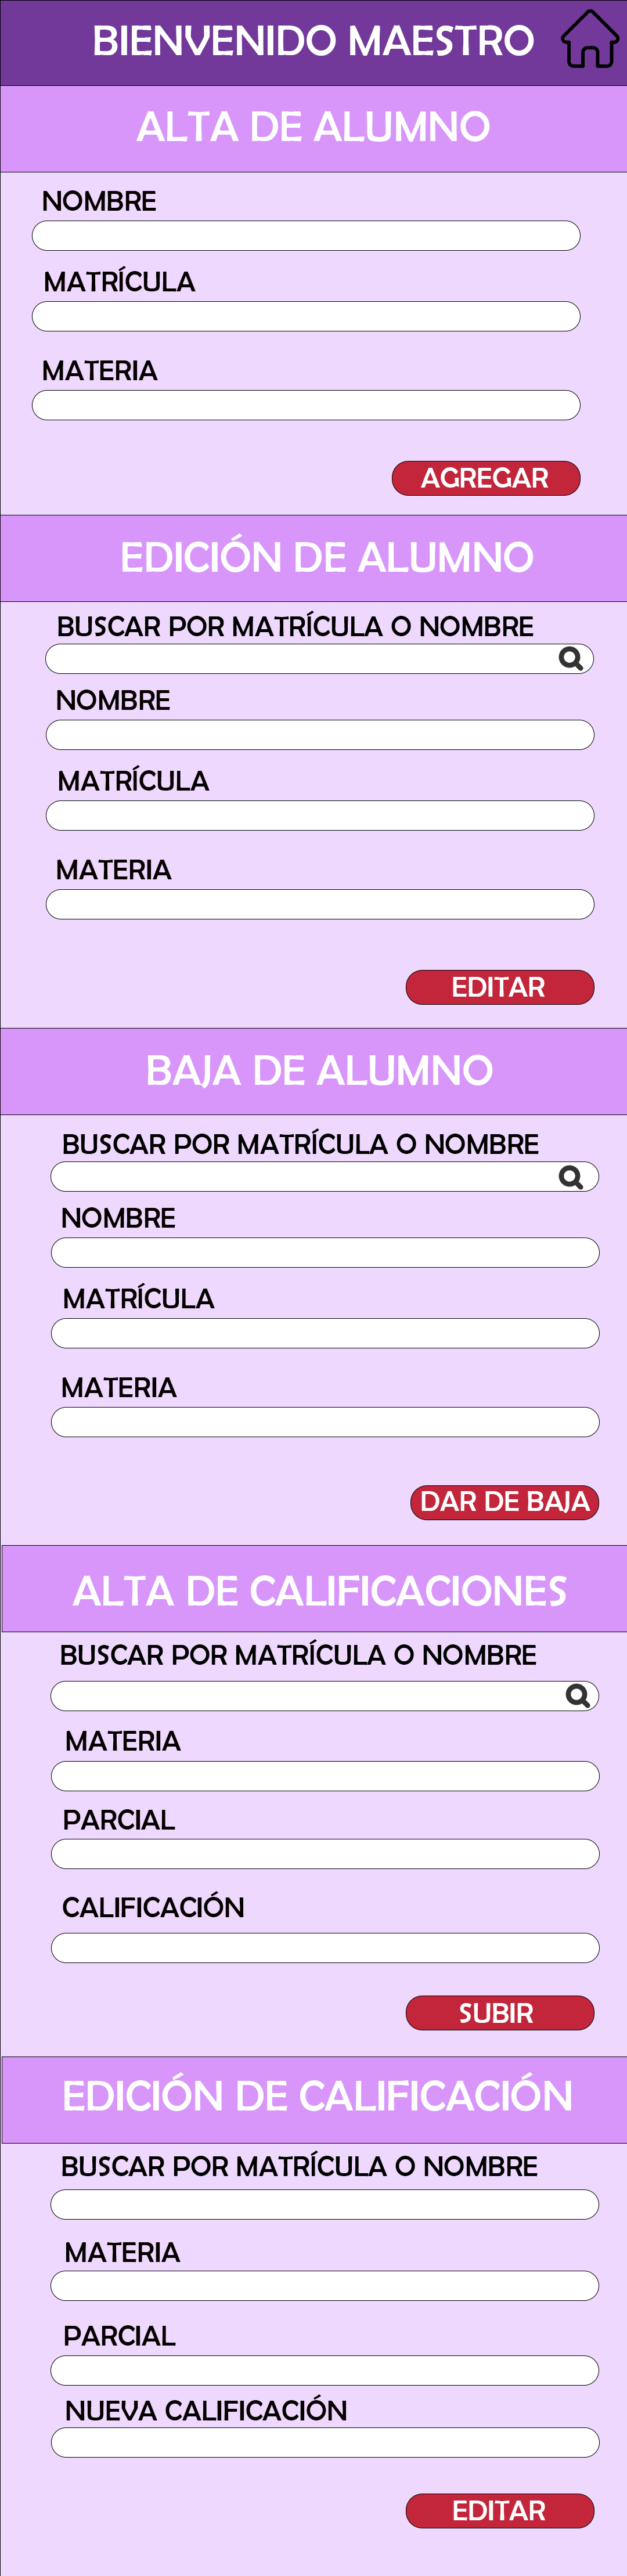 BIENVENIDO MAESTRO
ALTA DE ALUMNO
NOMBRE
MATRÍCULA
MATERIA
AGREGAR
EDICIÓN DE ALUMNO
BUSCAR POR MATRÍCULA O NOMBRE
NOMBRE
MATRÍCULA
MATERIA
EDITAR
BAJA DE ALUMNO
BUSCAR POR MATRÍCULA O NOMBRE
NOMBRE
MATRÍCULA
MATERIA
DAR DE BAJA
ALTA DE CALIFICACIONES
BUSCAR POR MATRÍCULA O NOMBRE
MATERIA
PARCIAL
CALIFICACIÓN
SUBIR
EDICIÓN DE CALIFICACIÓN
BUSCAR POR MATRÍCULA O NOMBRE
MATERIA
PARCIAL
NUEVA CALIFICACIÓN
EDITAR